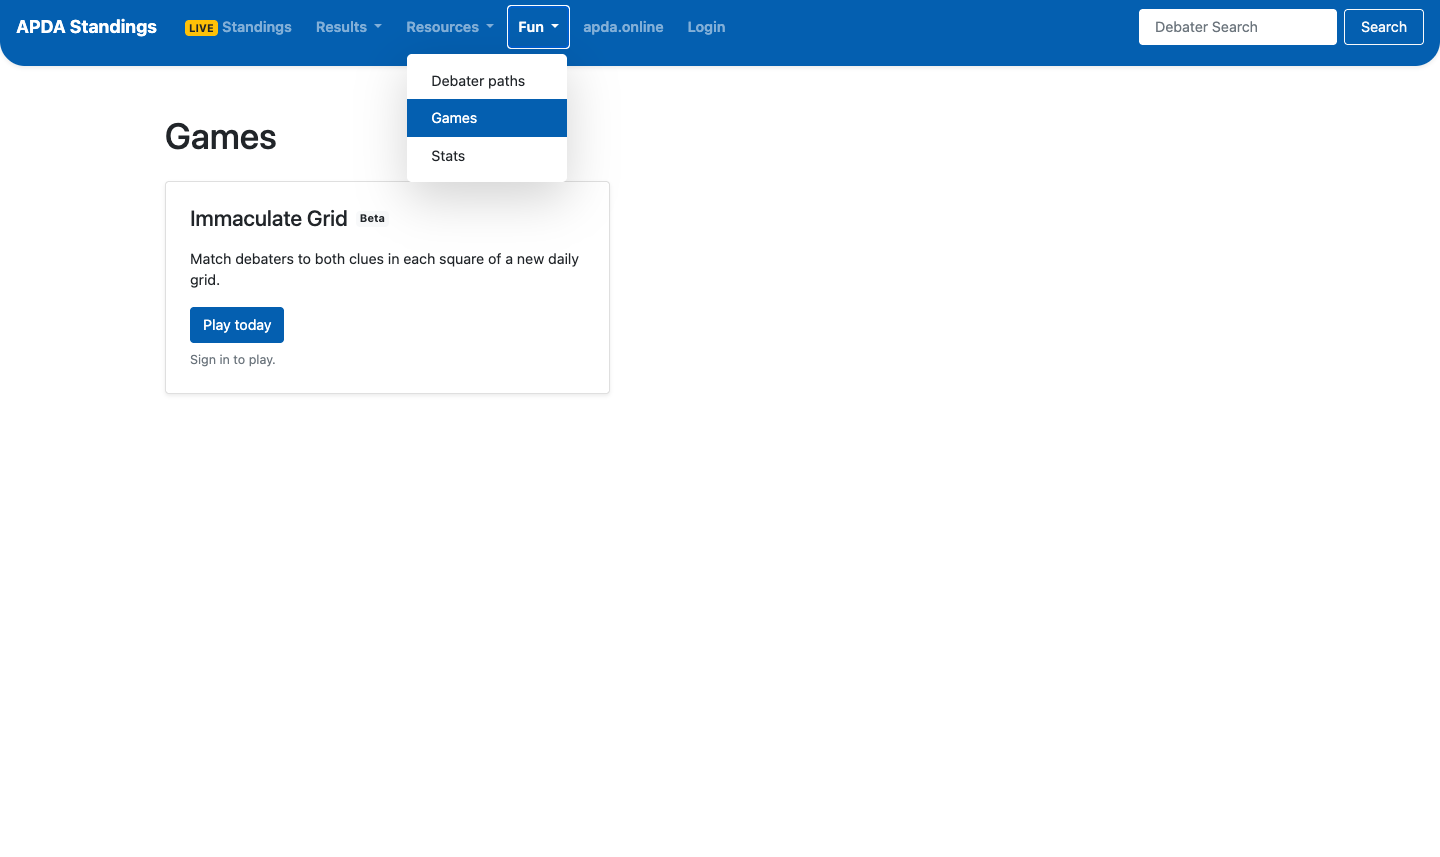 APDA Standings LIVE Standings Results Resources Fun apda.online Login Debater Search Search
Debater paths
Games
Stats
Games
Immaculate Grid Beta
Match debaters to both clues in each square of a new daily
grid.
Play today
Sign in to play.